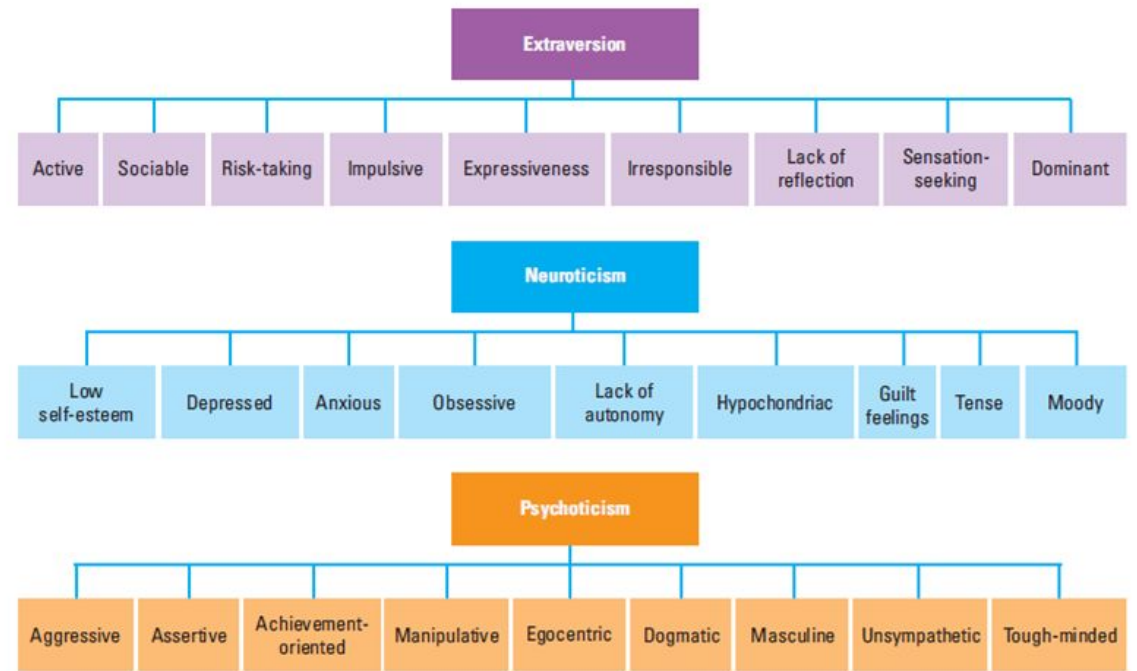 Extraversion
Active
Sociable
Risk-taking
Impulsive
Expressiveness
Irresponsible
Lack of
reflection
Sensation-
seeking
Dominant
Neuroticism
Low
self-esteem
Depressed
Anxious
Obsessive
Lack of
autonomy
Hypochondriac
Guilt
feelings
Tense
Moody
Psychoticism
Aggressive
Assertive
Achievement-
oriented
Manipulative
Egocentric
Dogmatic
Masculine
Unsympathetic
Tough-minded